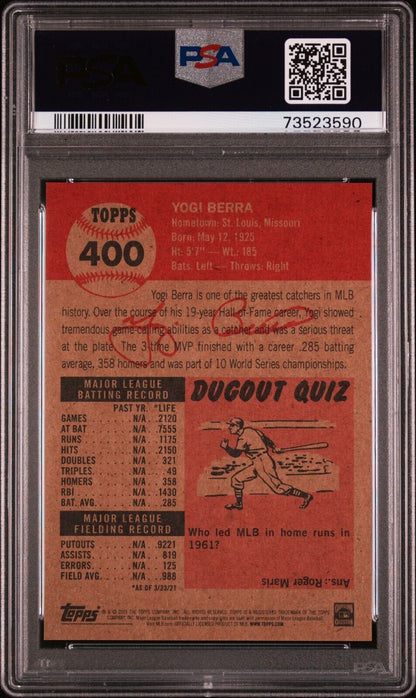 PSA
PSA
73523590
TOPPS
400
YOGI BERRA
Hometown: St. Louis, Missouri
Born: May 12, 1925
Ht: 5'7" — Wt.: 185
Bats: Left — Throws: Right
Yogi Berra is one of the greatest catchers in MLB
history. Over the course of his 19-year Hall-of-Fame career, Yogi showed
tremendous game-calling abilities as a catcher and was a serious threat
at the plate. The 3-time MVP finished with a career .285 batting
average, 358 homers and was part of 10 World Series championships.
MAJOR LEAGUE
BATTING RECORD
PAST YR. *LIFE
GAMES N/A ..2120
AT BAT N/A ..7555
RUNS N/A ..1175
HITS N/A ..2150
DOUBLES N/A ....321
TRIPLES N/A ......49
HOMERS N/A ....358
RBI N/A ..1430
BAT. AVG. N/A ...285
MAJOR LEAGUE
FIELDING RECORD
PUTOUTS N/A ..9221
ASSISTS N/A ....819
ERRORS N/A ....125
FIELD AVG. N/A ...988
*AS OF 3/31/21
DUGOUT QUIZ
Who led MLB in home runs in
1961?
Ans.: Roger Maris
Topps